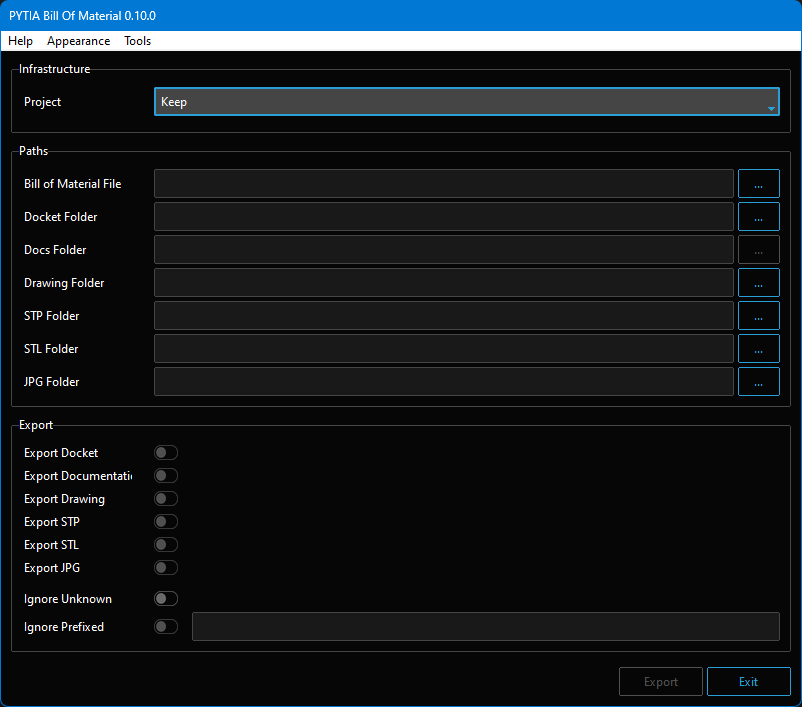 PYTIA Bill Of Material 0.10.0
Help Appearance Tools
Infrastructure
Project Keep
Paths
Bill of Material File ...
Docket Folder ...
Docs Folder ...
Drawing Folder ...
STP Folder ...
STL Folder ...
JPG Folder ...
Export
Export Docket
Export Documentatio
Export Drawing
Export STP
Export STL
Export JPG
Ignore Unknown
Ignore Prefixed
Export Exit